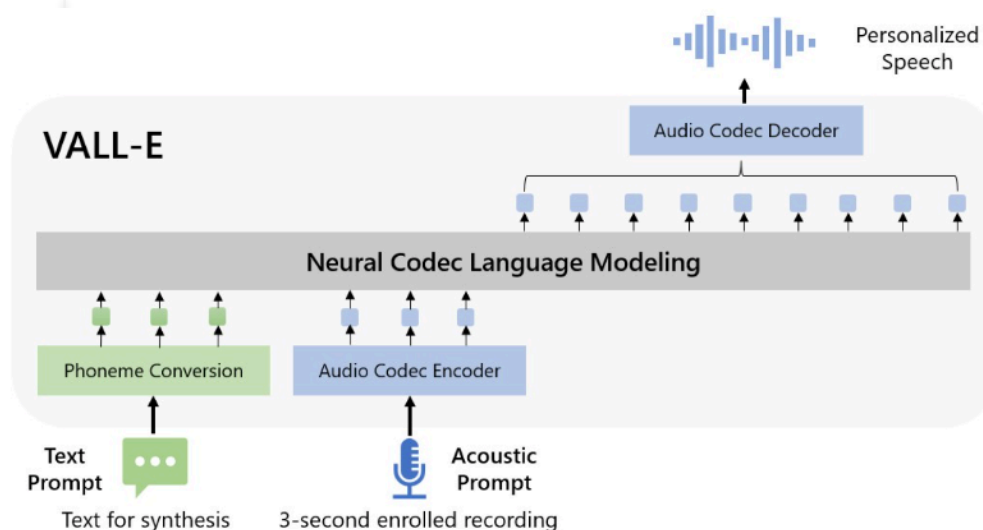 Personalized
Speech
Audio Codec Decoder
VALL-E
Neural Codec Language Modeling
Phoneme Conversion
Audio Codec Encoder
Text
Prompt
Acoustic
Prompt
Text for synthesis
3-second enrolled recording